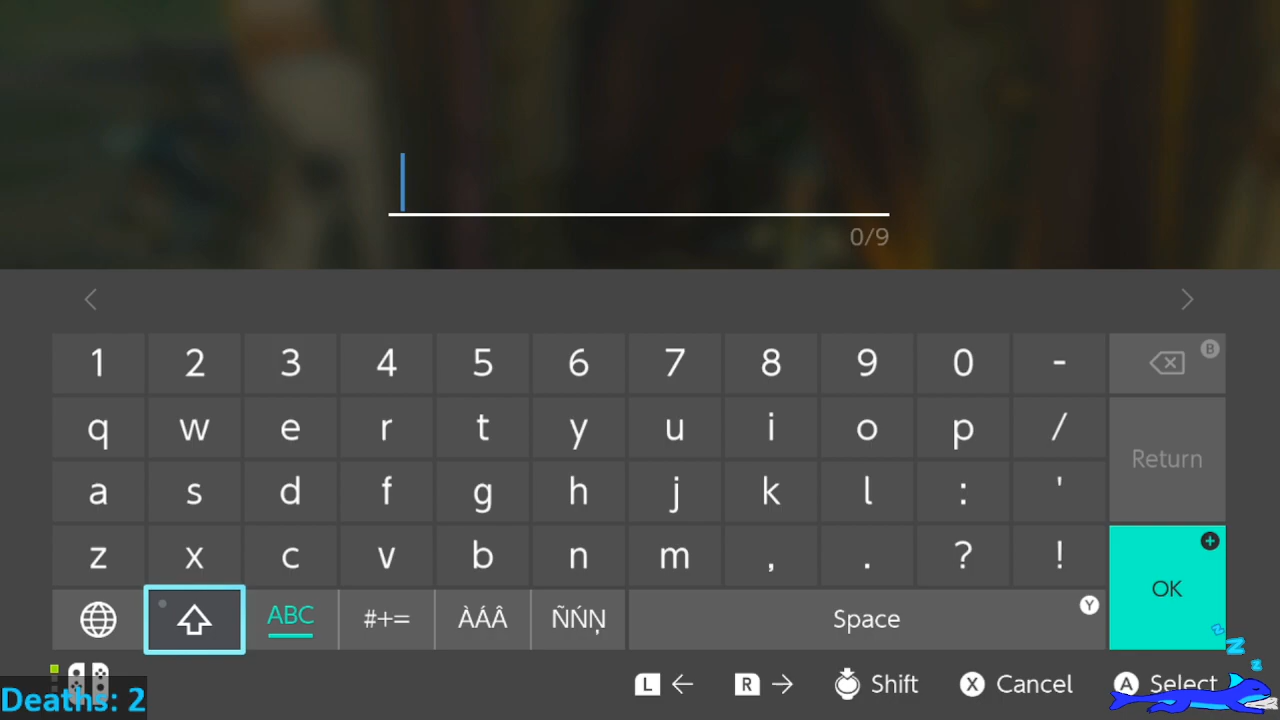 0/9
1 2 3 4 5 6 7 8 9 0 - B
q w e r t y u i o p /
Return
a s d f g h j k l : '
z x c v b n m , . ? ! +
OK
ABC #+= ÀÁÂ ÑŃŅ Space Y
L ← R → Shift X Cancel A Select
Deaths: 2
z z z